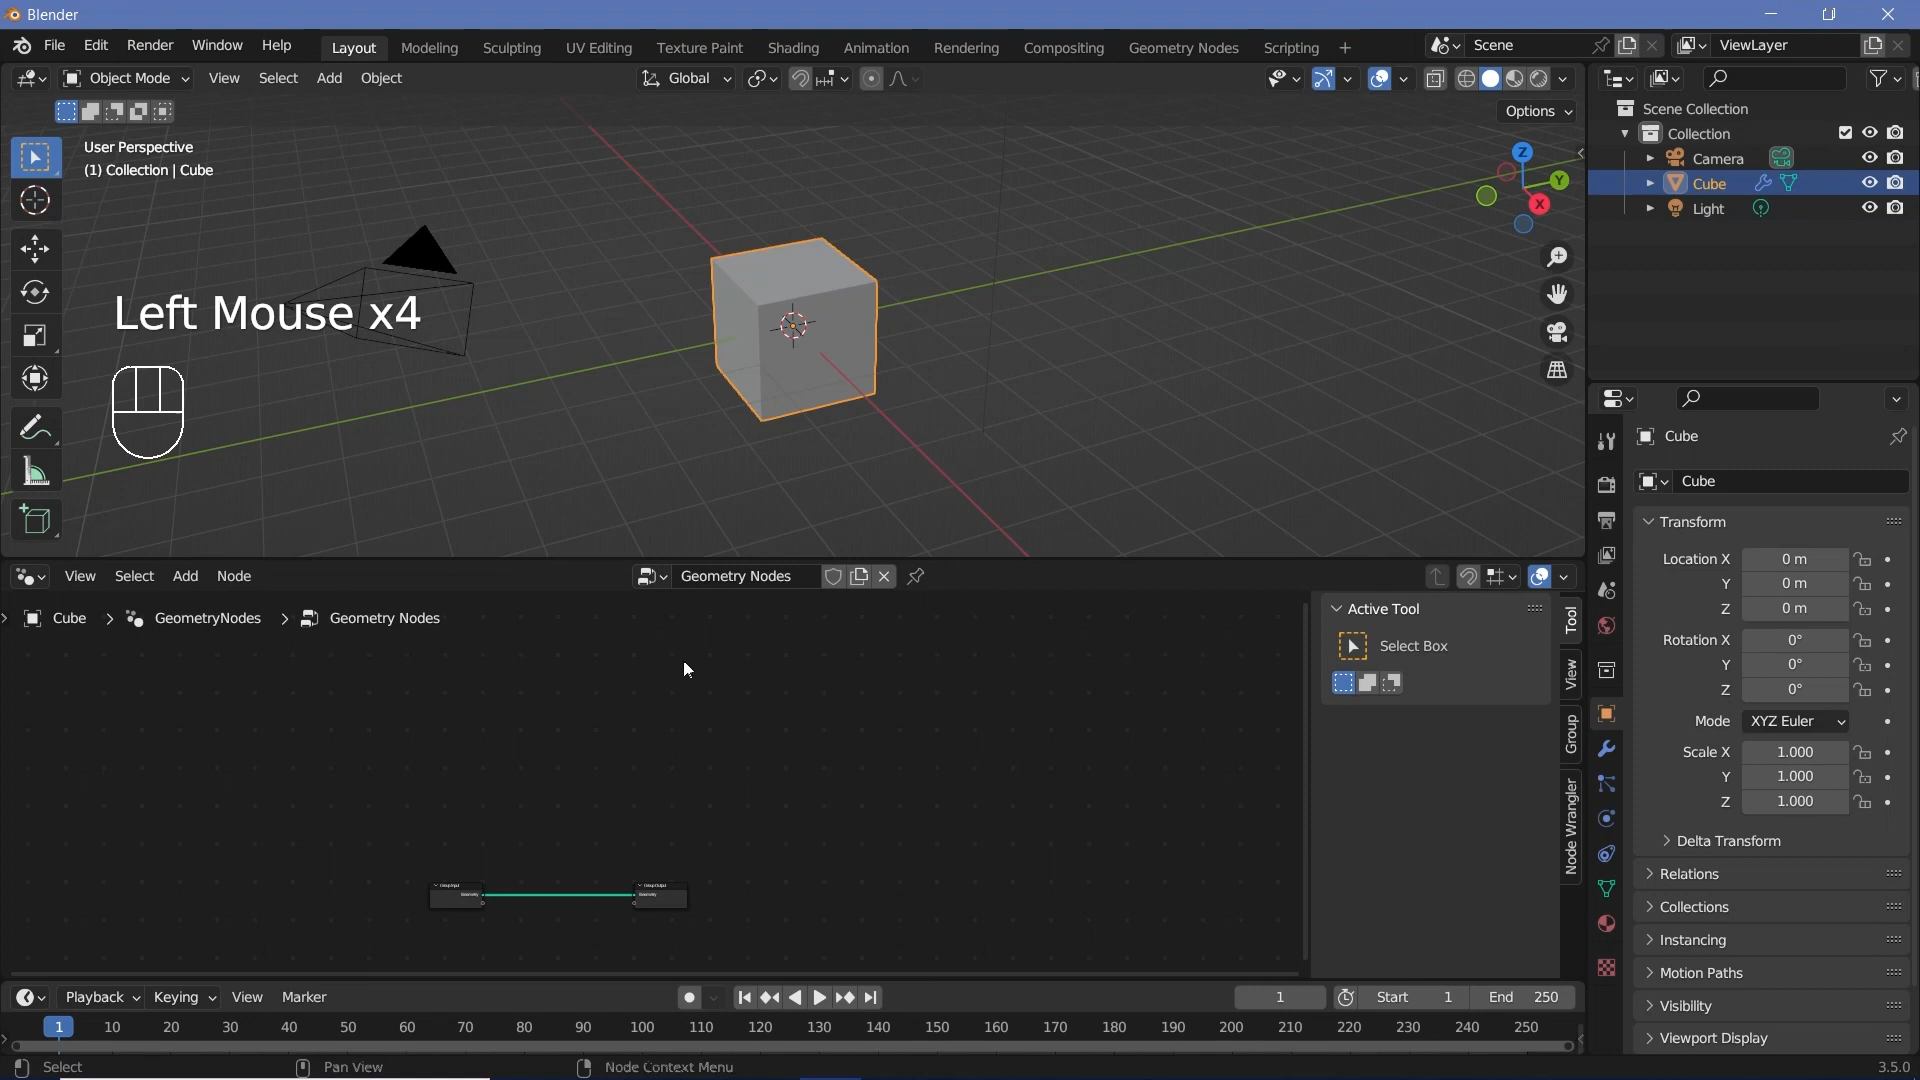 Blender
File Edit Render Window Help Layout Modeling Sculpting UV Editing Texture Paint Shading Animation Rendering Compositing Geometry Nodes Scripting + Scene ViewLayer
Object Mode View Select Add Object Global
Options
User Perspective
(1) Collection | Cube
Z
Y
X
Left Mouse x4
Scene Collection
Collection
Camera
Cube
Light
Cube
Cube
Transform
Location X 0 m
Y 0 m
Z 0 m
Rotation X 0°
Y 0°
Z 0°
Mode XYZ Euler
Scale X 1.000
Y 1.000
Z 1.000
Delta Transform
Relations
Collections
Instancing
Motion Paths
Visibility
Viewport Display
View Select Add Node Geometry Nodes
Cube > GeometryNodes > Geometry Nodes
Active Tool
Select Box
Tool
View
Group
Node Wrangler
Group Input
Geometry
Group Output
Geometry
Playback Keying View Marker 1 Start 1 End 250
1 10 20 30 40 50 60 70 80 90 100 110 120 130 140 150 160 170 180 190 200 210 220 230 240 250
Select Pan View Node Context Menu 3.5.0